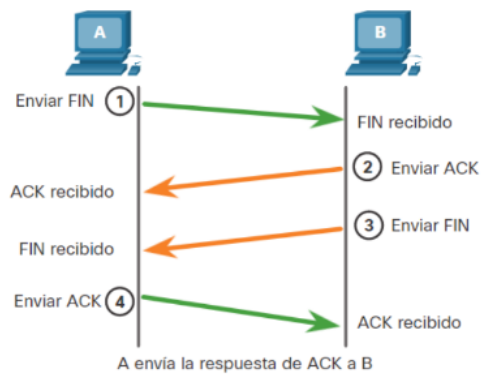 A
B
Enviar FIN 1
FIN recibido
2 Enviar ACK
ACK recibido
3 Enviar FIN
FIN recibido
Enviar ACK 4
ACK recibido
A envía la respuesta de ACK a B